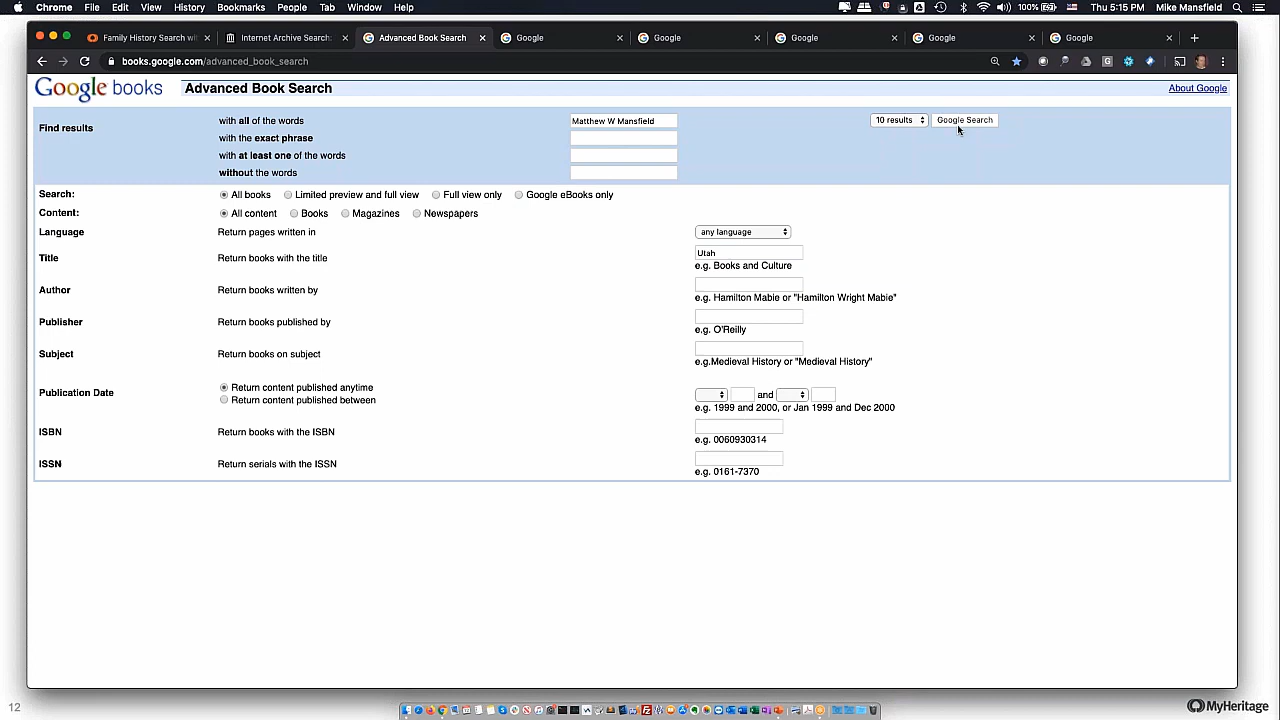 Chrome File Edit View History Bookmarks People Tab Window Help 100% Thu 5:15 PM Mike Mansfield
Family History Search wit × Internet Archive Search: × Advanced Book Search × Google × Google × Google × Google × Google × +
books.google.com/advanced_book_search
Google books Advanced Book Search About Google
Find results with all of the words Matthew W Mansfield 10 results Google Search
with the exact phrase
with at least one of the words
without the words
Search: All books Limited preview and full view Full view only Google eBooks only
Content: All content Books Magazines Newspapers
Language Return pages written in any language
Title Return books with the title Utah
e.g. Books and Culture
Author Return books written by
e.g. Hamilton Mabie or "Hamilton Wright Mabie"
Publisher Return books published by
e.g. O'Reilly
Subject Return books on subject
e.g.Medieval History or "Medieval History"
Publication Date Return content published anytime
Return content published between and
e.g. 1999 and 2000, or Jan 1999 and Dec 2000
ISBN Return books with the ISBN
e.g. 0060930314
ISSN Return serials with the ISSN
e.g. 0161-7370
12 MyHeritage